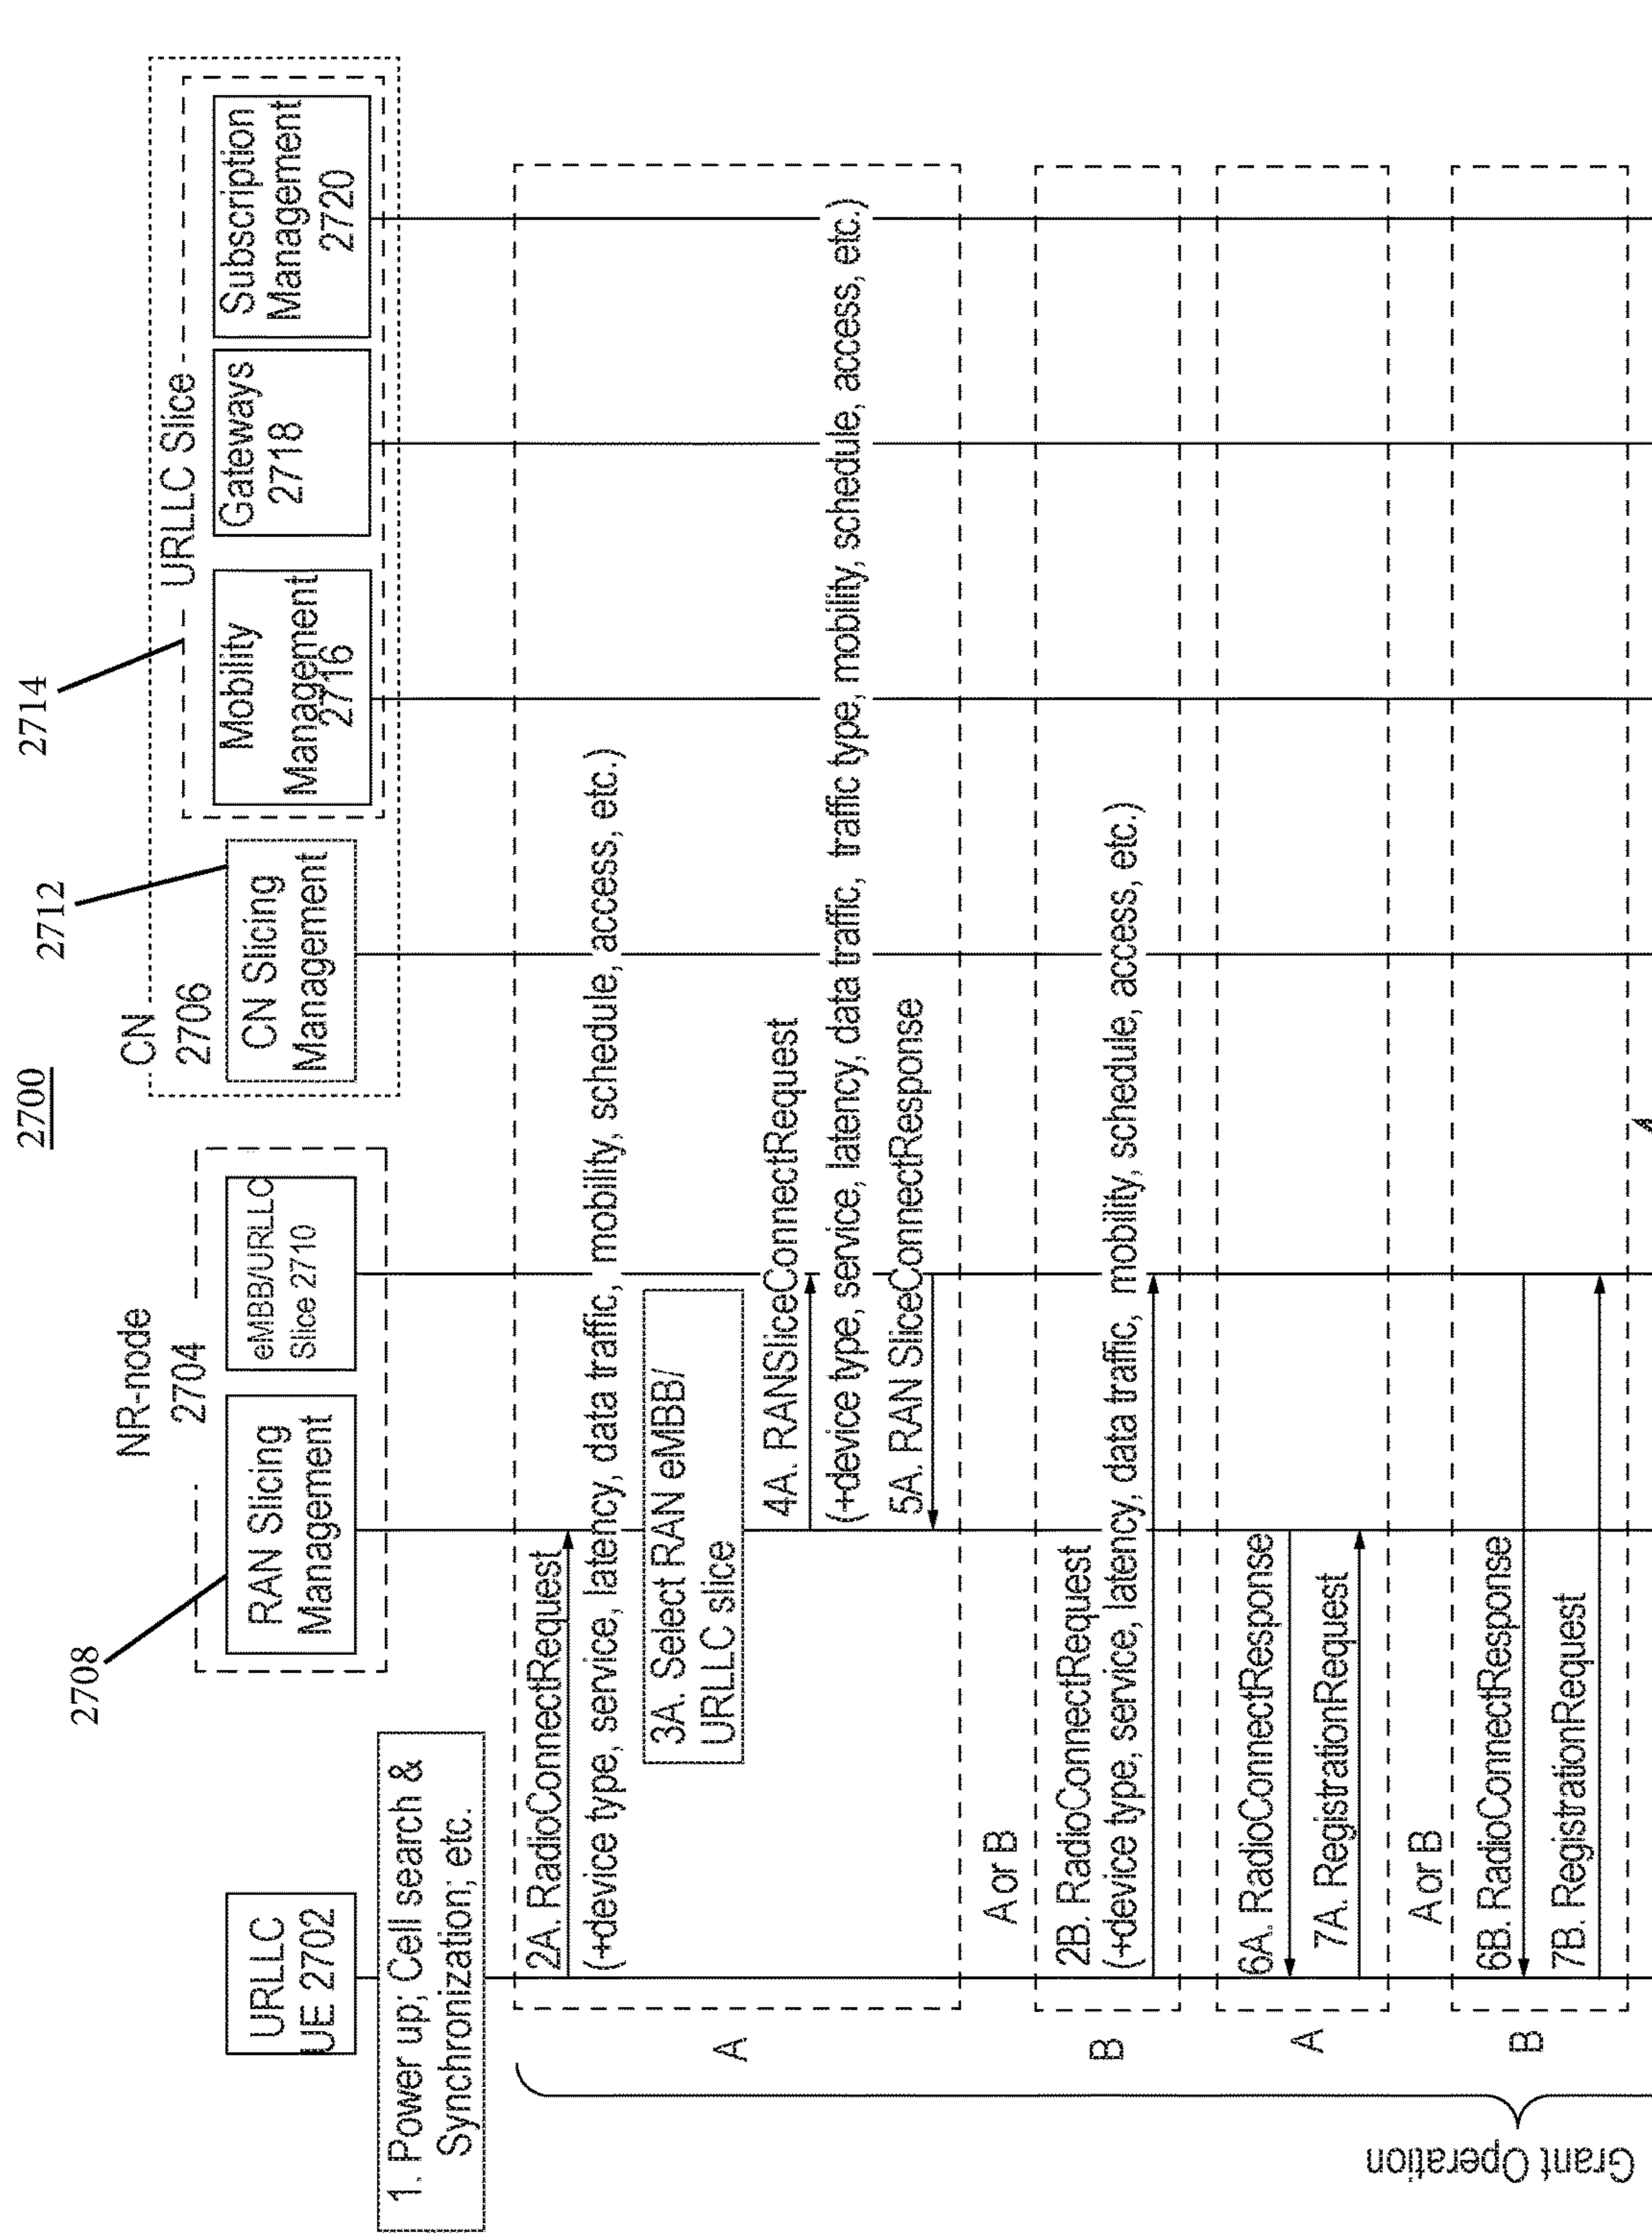 2700
2714
2712
2708
CN
2706
URLLC Slice
NR-node
2704
URLLC
UE 2702
RAN Slicing
Management
eMBB/URLLC
Slice 2710
CN Slicing
Management
Mobility
Management
2716
Gateways
2718
Subscription
Management
2720
1. Power up; Cell search &
Synchronization; etc.
A
2A. RadioConnectRequest
(+device type, service, latency, data traffic, mobility, schedule, access, etc.)
3A. Select RAN eMBB/
URLLC slice
4A. RANSliceConnectRequest
(+device type, service, latency, data traffic, traffic type, mobility, schedule, access, etc.)
5A. RAN SliceConnectResponse
A or B
B
2B. RadioConnectRequest
(+device type, service, latency, data traffic, mobility, schedule, access, etc.)
A
6A. RadioConnectResponse
7A. RegistrationRequest
A or B
B
6B. RadioConnectResponse
7B. RegistrationRequest
Grant Operation